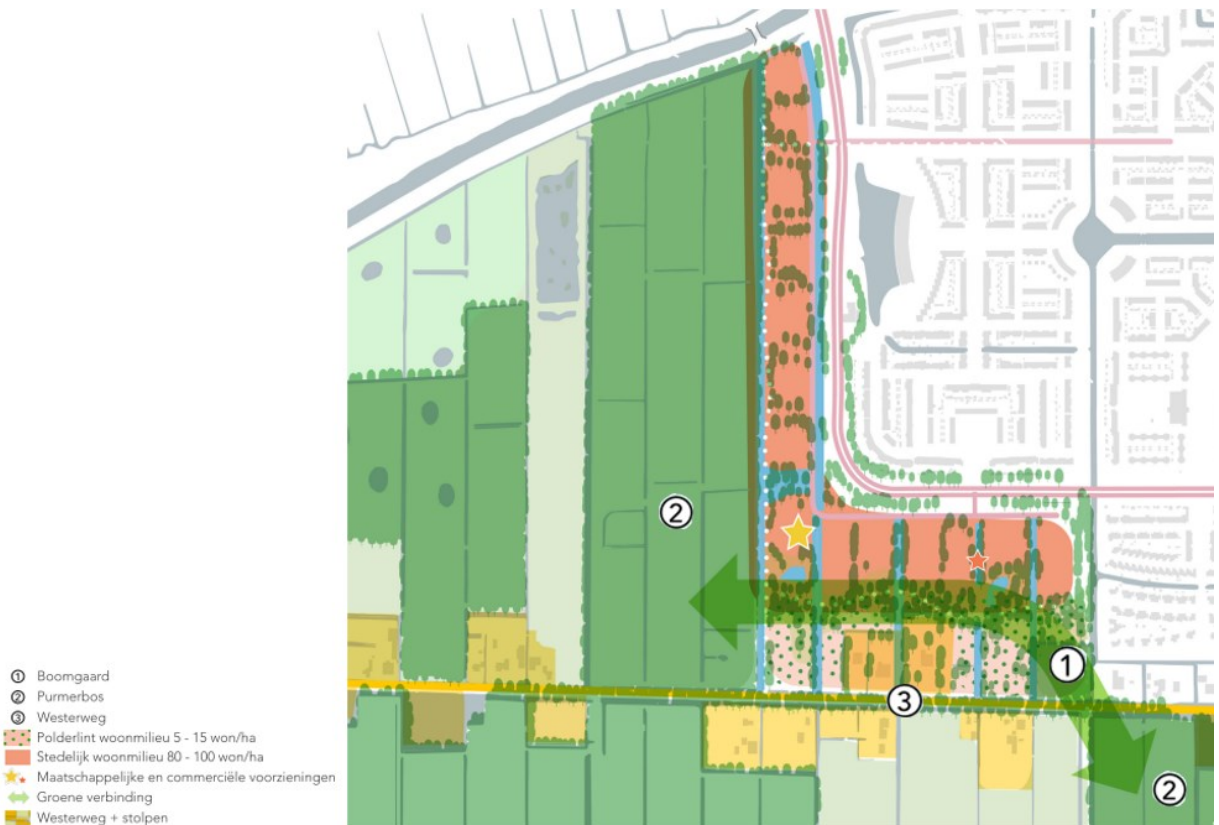 ① Boomgaard
② Purmerbos
③ Westerweg
Polderlint woonmilieu 5 - 15 won/ha
Stedelijk woonmilieu 80 - 100 won/ha
Maatschappelijke en commerciële voorzieningen
Groene verbinding
Westerweg + stolpen
②
①
③
②